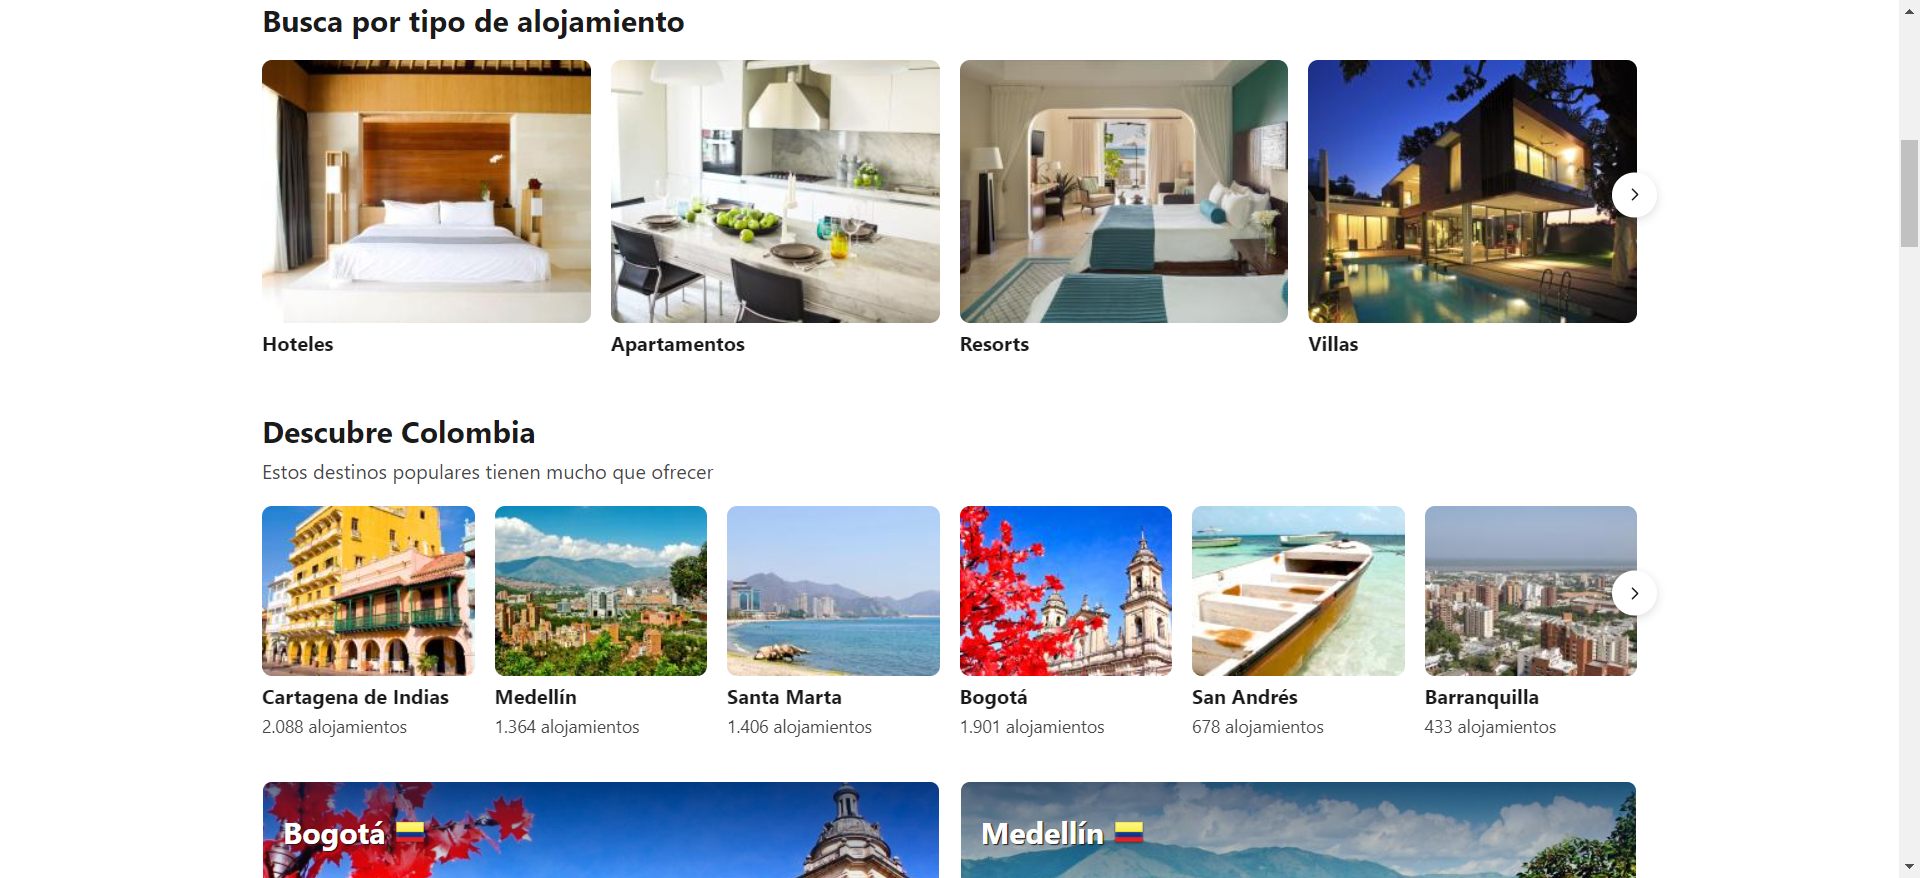 Busca por tipo de alojamiento
Hoteles
Apartamentos
Resorts
Villas
Descubre Colombia
Estos destinos populares tienen mucho que ofrecer
Cartagena de Indias
2.088 alojamientos
Medellín
1.364 alojamientos
Santa Marta
1.406 alojamientos
Bogotá
1.901 alojamientos
San Andrés
678 alojamientos
Barranquilla
433 alojamientos
Bogotá
Medellín